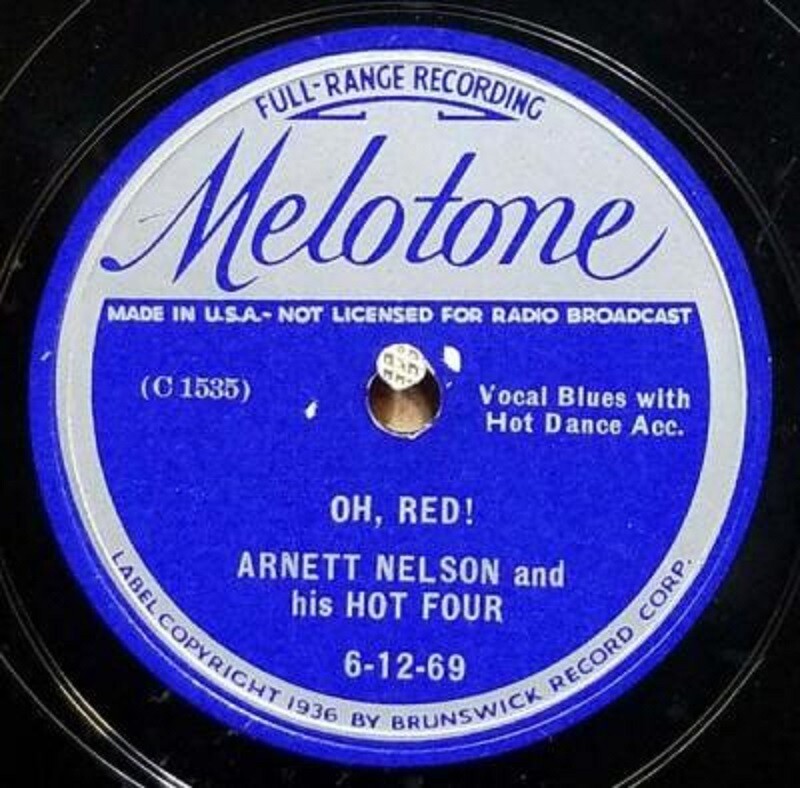 FULL-RANGE RECORDING
Melotone
MADE IN U.S.A.- NOT LICENSED FOR RADIO BROADCAST
(C 1535)
Vocal Blues with
Hot Dance Acc.
OH, RED!
ARNETT NELSON and
his HOT FOUR
6-12-69
LABEL COPYRIGHT 1936 BY BRUNSWICK RECORD CORP.